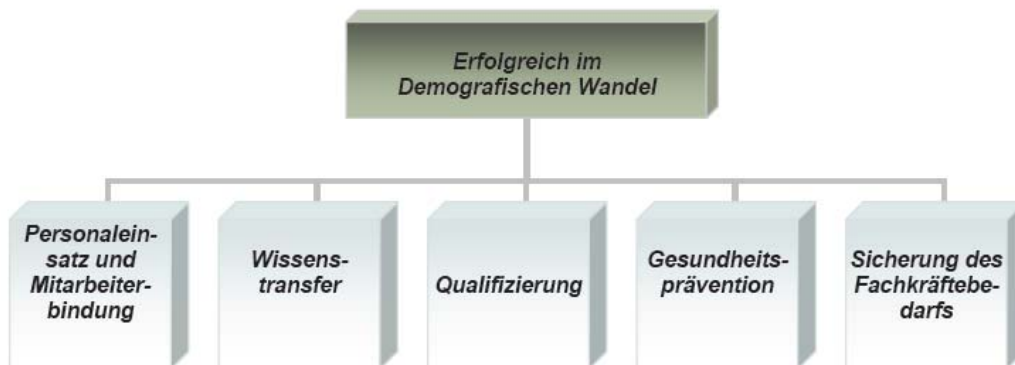 Erfolgreich im
Demografischen Wandel
Personalein-
satz und
Mitarbeiter-
bindung
Wissens-
transfer
Qualifizierung
Gesundheits-
prävention
Sicherung des
Fachkräftebe-
darfs